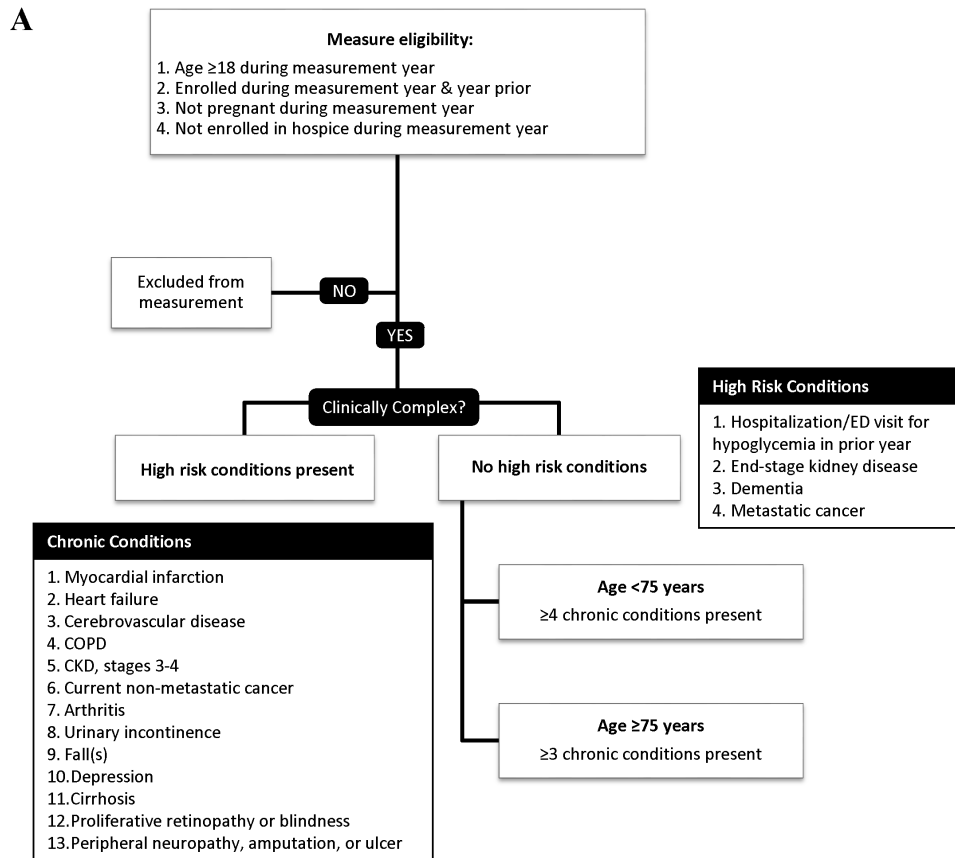 A
Measure eligibility:
1. Age ≥18 during measurement year
2. Enrolled during measurement year & year prior
3. Not pregnant during measurement year
4. Not enrolled in hospice during measurement year
Excluded from
measurement
NO
YES
Clinically Complex?
High risk conditions present
No high risk conditions
High Risk Conditions
1. Hospitalization/ED visit for
hypoglycemia in prior year
2. End-stage kidney disease
3. Dementia
4. Metastatic cancer
Chronic Conditions
1. Myocardial infarction
2. Heart failure
3. Cerebrovascular disease
4. COPD
5. CKD, stages 3-4
6. Current non-metastatic cancer
7. Arthritis
8. Urinary incontinence
9. Fall(s)
10.Depression
11.Cirrhosis
12.Proliferative retinopathy or blindness
13.Peripheral neuropathy, amputation, or ulcer
Age <75 years
≥4 chronic conditions present
Age ≥75 years
≥3 chronic conditions present